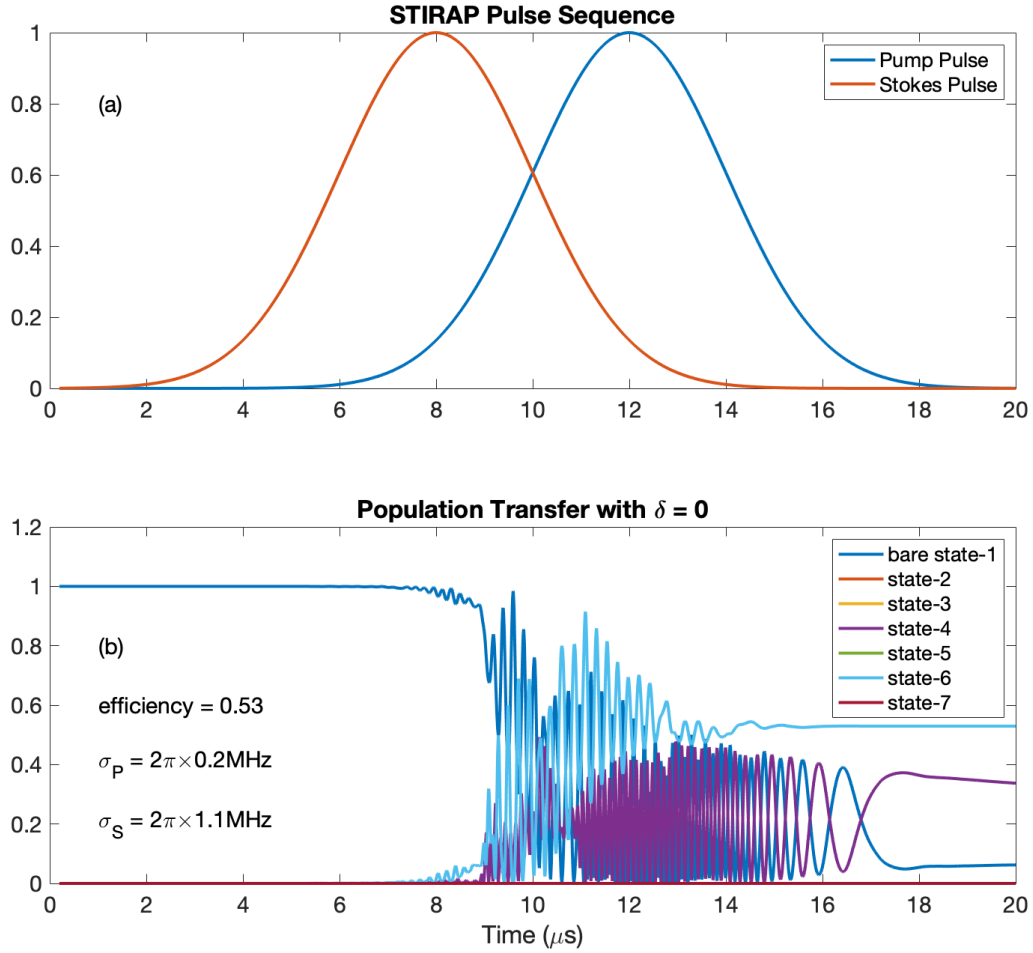 STIRAP Pulse Sequence
1
0.8
0.6
0.4
0.2
0
(a)
Pump Pulse
Stokes Pulse
0 2 4 6 8 10 12 14 16 18 20
Population Transfer with δ = 0
1.2
1
0.8
0.6
0.4
0.2
0
bare state-1
state-2
state-3
state-4
state-5
state-6
state-7
(b)
efficiency = 0.53
σP = 2π×0.2MHz
σS = 2π×1.1MHz
0 2 4 6 8 10 12 14 16 18 20
Time (μs)